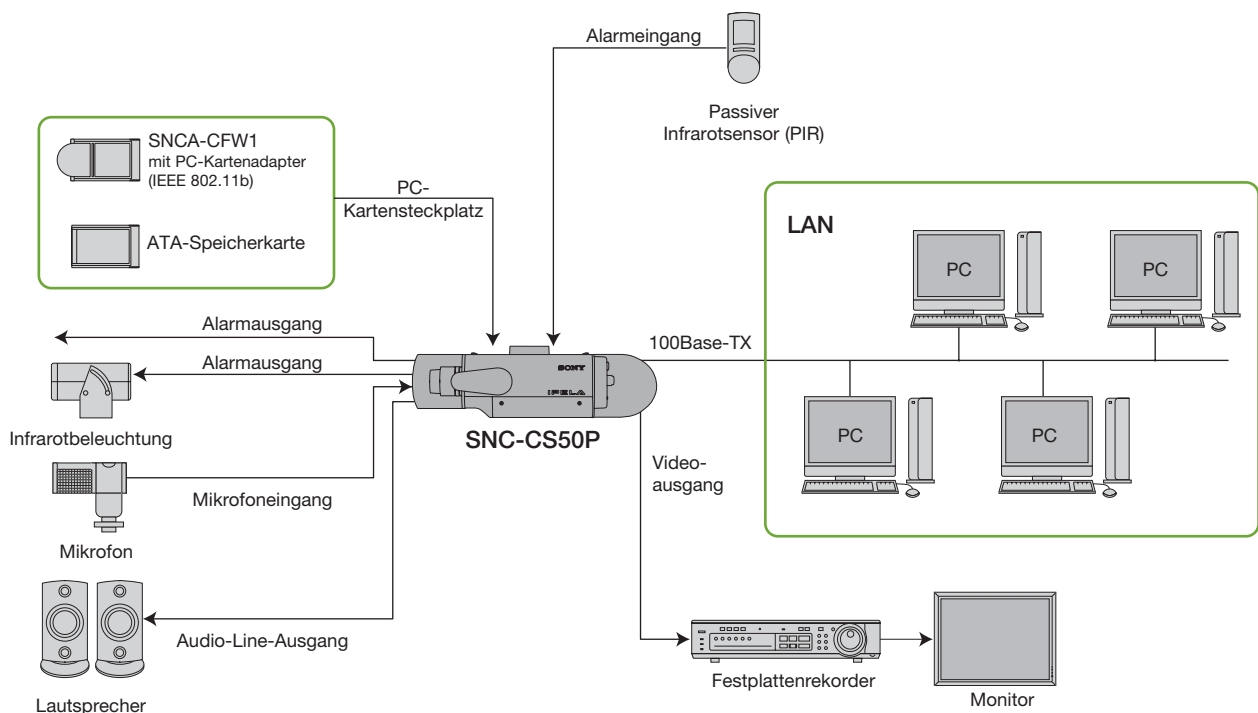 Alarmeingang
Passiver
Infrarotsensor (PIR)
SNCA-CFW1
mit PC-Kartenadapter
(IEEE 802.11b)
ATA-Speicherkarte
PC-
Kartensteckplatz
LAN
PC
PC
PC
PC
100Base-TX
Alarmausgang
Alarmausgang
Infrarotbeleuchtung
SONY
IPELA
SNC-CS50P
Video-
ausgang
Mikrofoneingang
Mikrofon
Audio-Line-Ausgang
Lautsprecher
Festplattenrekorder
Monitor